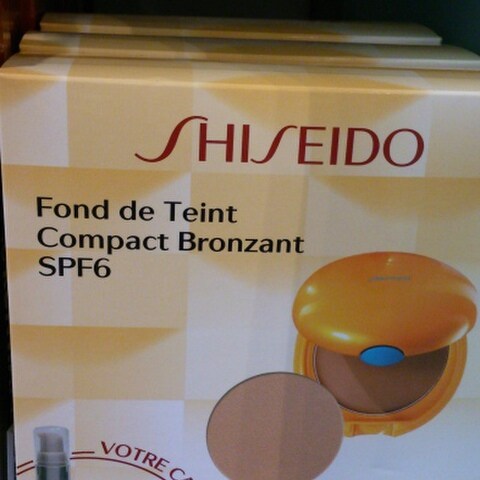 SHISEIDO
Fond de Teint
Compact Bronzant
SPF6
VOTRE